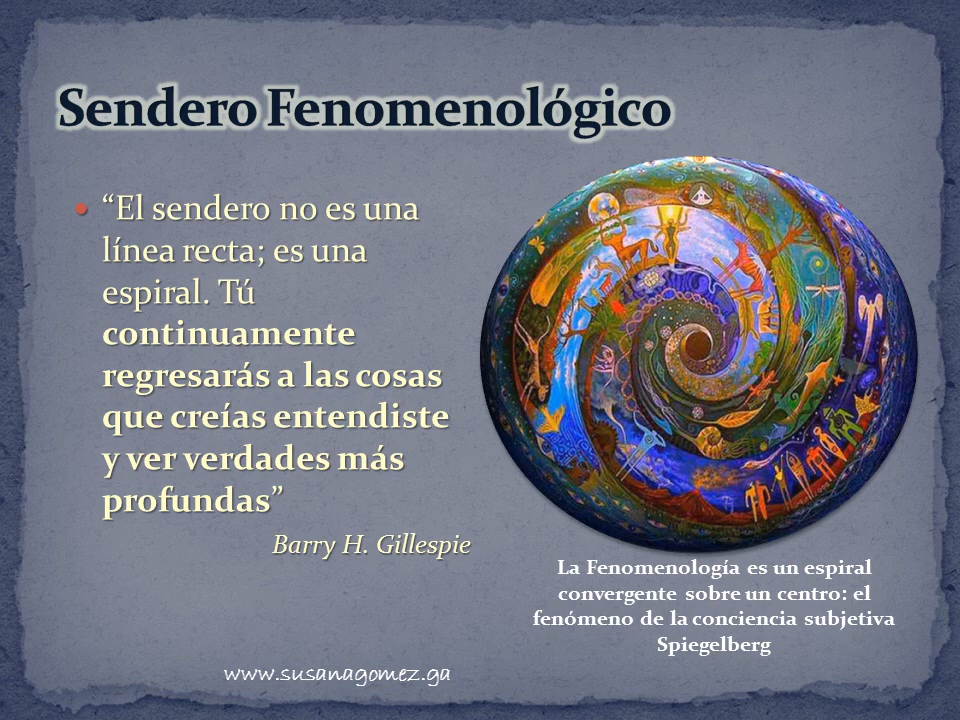 Sendero Fenomenológico
• “El sendero no es una
línea recta; es una
espiral. Tú
continuamente
regresarás a las cosas
que creías entendiste
y ver verdades más
profundas”
Barry H. Gillespie
La Fenomenología es un espiral
convergente sobre un centro: el
fenómeno de la conciencia subjetiva
Spiegelberg
www.susanagomez.ga